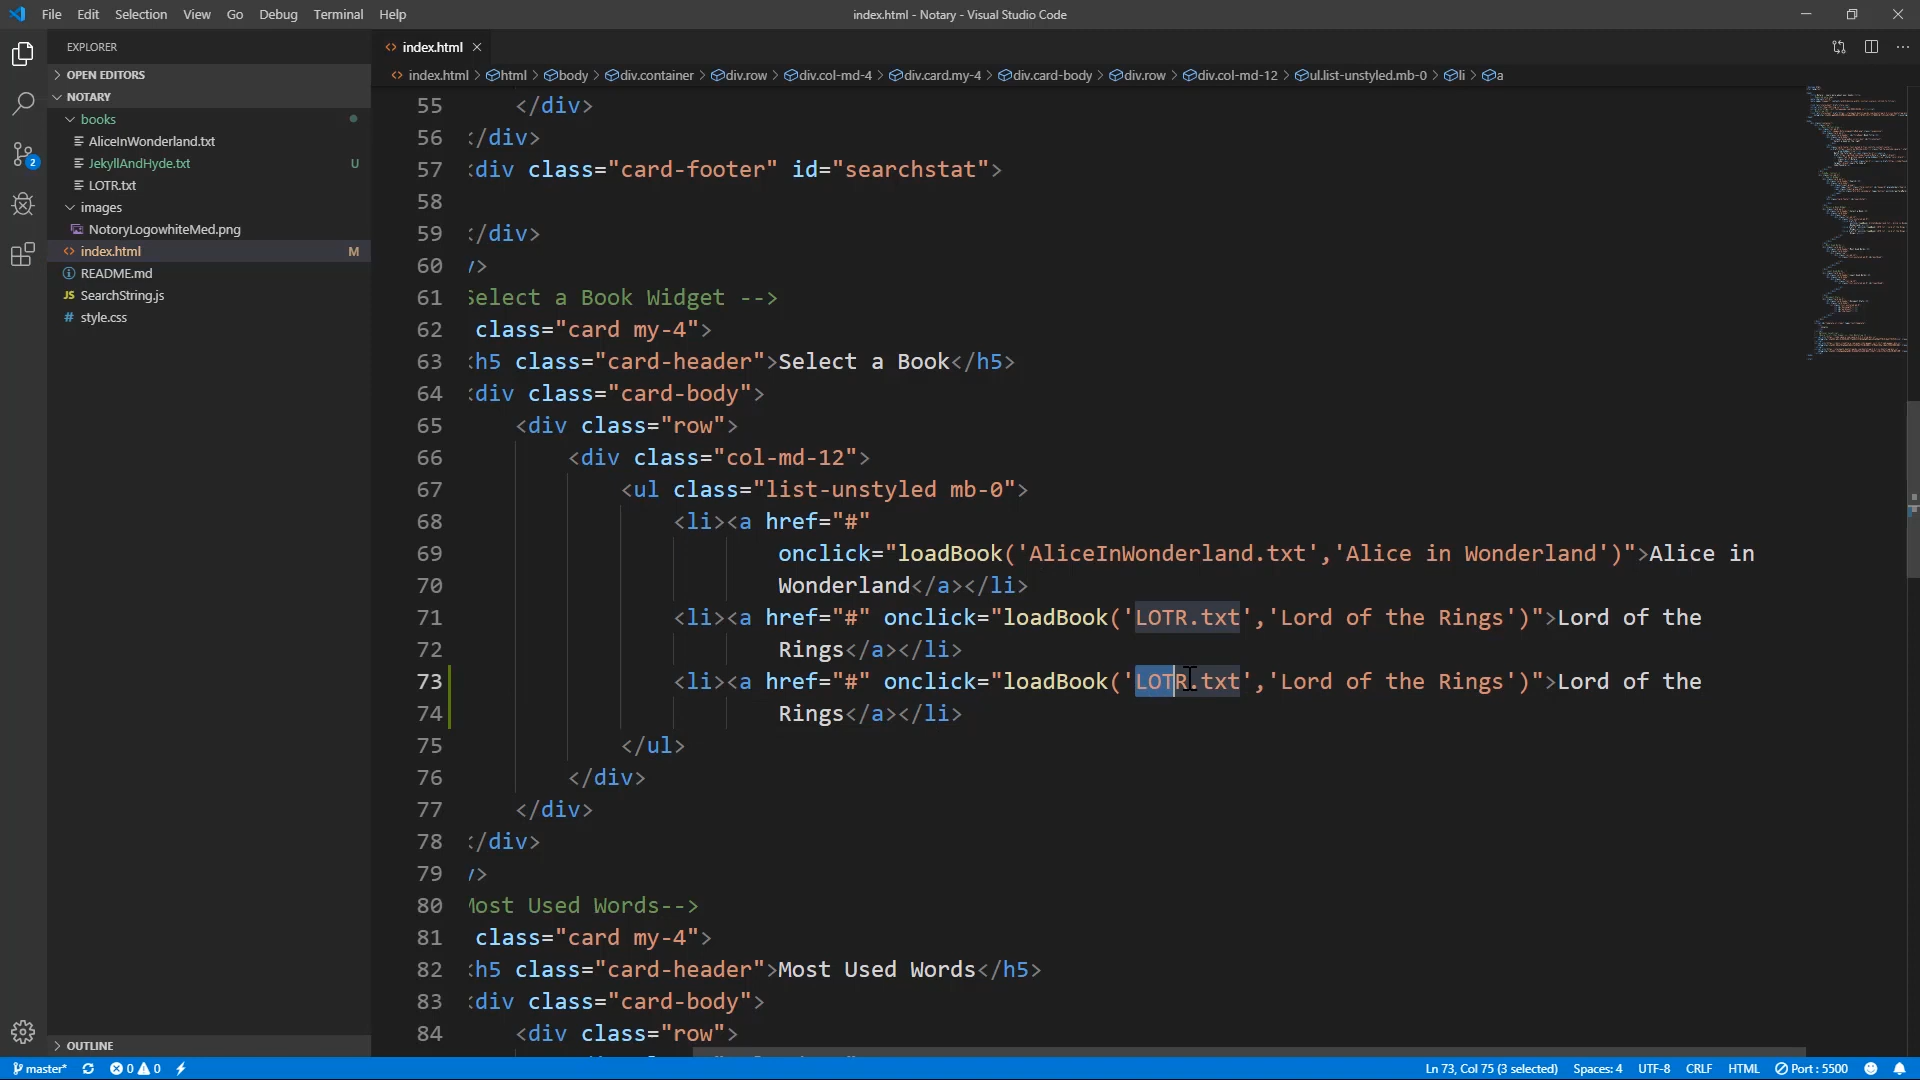 File Edit Selection View Go Debug Terminal Help
index.html - Notary - Visual Studio Code
EXPLORER
OPEN EDITORS
NOTARY
books
AliceInWonderland.txt
JekyllAndHyde.txt U
LOTR.txt
images
NotoryLogowhiteMed.png
index.html M
README.md
JS SearchString.js
# style.css
OUTLINE
2
index.html
index.html > html > body > div.container > div.row > div.col-md-4 > div.card.my-4 > div.card-body > div.row > div.col-md-12 > ul.list-unstyled.mb-0 > li > a
55 </div>
56 </div>
57 <div class="card-footer" id="searchstat">
58
59 </div>
60 />
61 Select a Book Widget -->
62 class="card my-4">
63 <h5 class="card-header">Select a Book</h5>
64 <div class="card-body">
65 <div class="row">
66 <div class="col-md-12">
67 <ul class="list-unstyled mb-0">
68 <li><a href="#"
69 onclick="loadBook('AliceInWonderland.txt','Alice in Wonderland')">Alice in
70 Wonderland</a></li>
71 <li><a href="#" onclick="loadBook('LOTR.txt','Lord of the Rings')">Lord of the
72 Rings</a></li>
73 <li><a href="#" onclick="loadBook('LOTR.txt','Lord of the Rings')">Lord of the
74 Rings</a></li>
75 </ul>
76 </div>
77 </div>
78 </div>
79 />
80 Most Used Words-->
81 class="card my-4">
82 <h5 class="card-header">Most Used Words</h5>
83 <div class="card-body">
84 <div class="row">
master* 0 0 Ln 73, Col 75 (3 selected) Spaces: 4 UTF-8 CRLF HTML Port : 5500